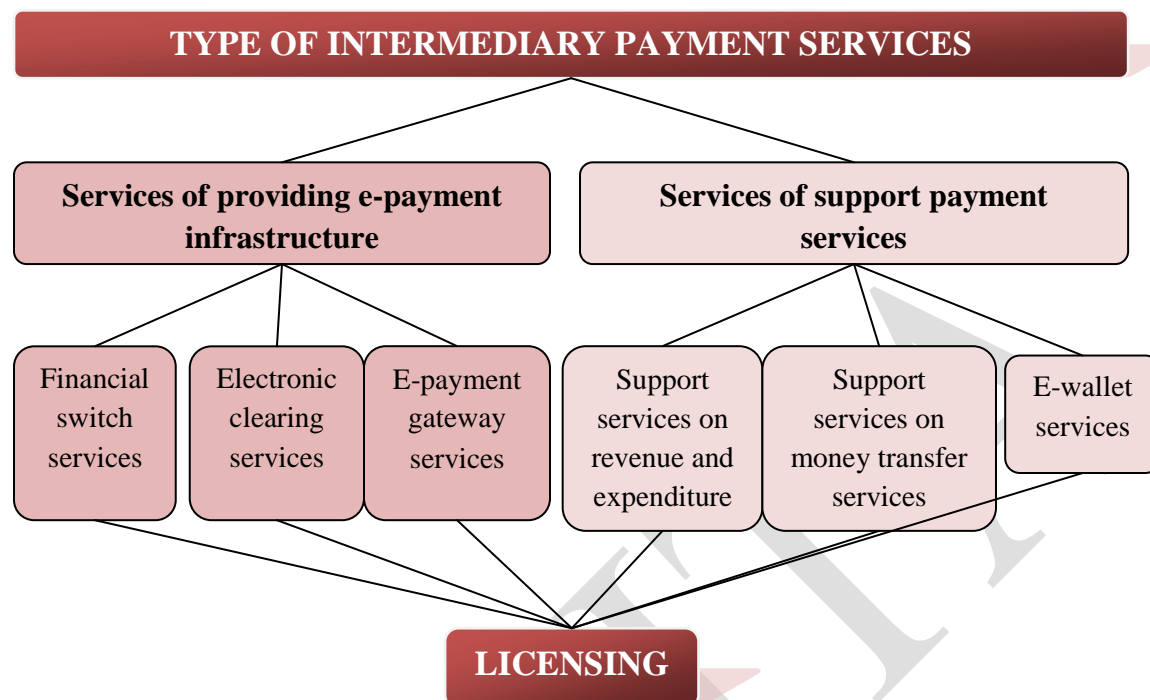 TYPE OF INTERMEDIARY PAYMENT SERVICES
Services of providing e-payment
infrastructure
Services of support payment
services
Financial
switch
services
Electronic
clearing
services
E-payment
gateway
services
Support
services on
revenue and
expenditure
Support
services on
money transfer
services
E-wallet
services
LICENSING